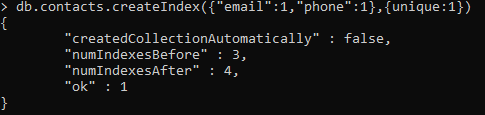 > db.contacts.createIndex({"email":1,"phone":1},{unique:1})
{
"createdCollectionAutomatically" : false,
"numIndexesBefore" : 3,
"numIndexesAfter" : 4,
"ok" : 1
}